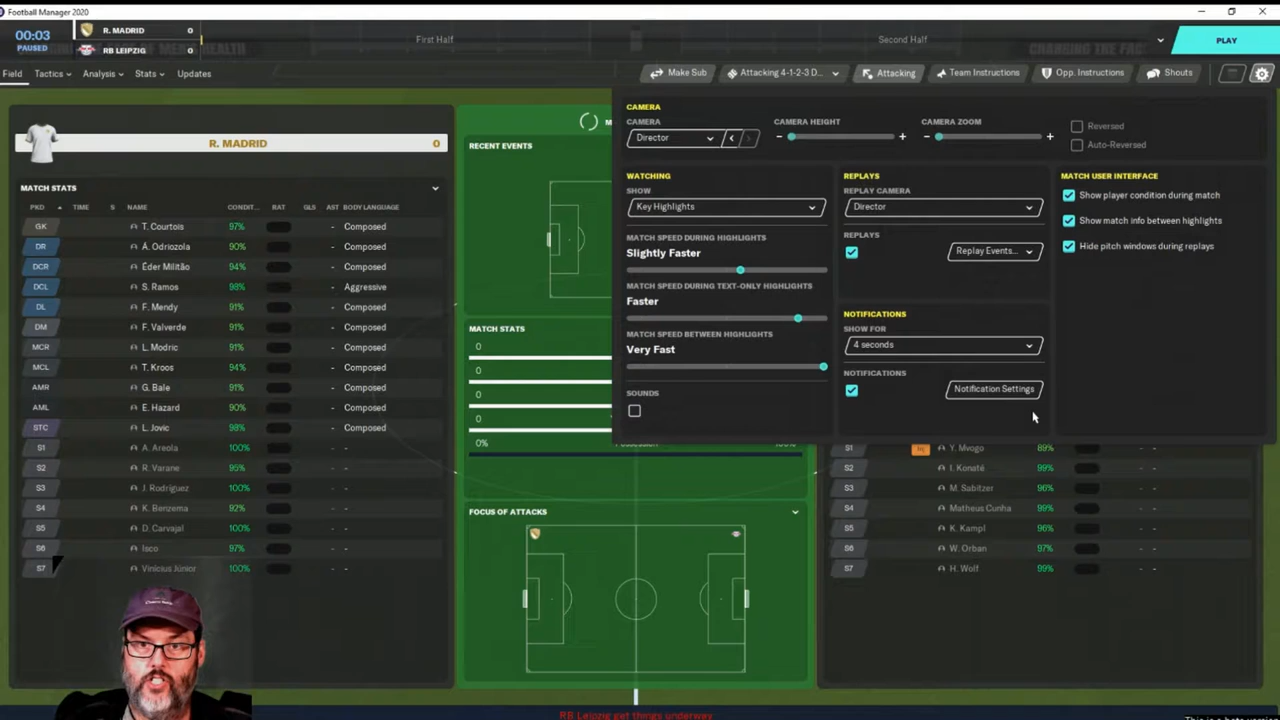 Football Manager 2020
00:03
PAUSED
R. MADRID 0
RB LEIPZIG 0
First Half
Second Half
PLAY
Field
Tactics
Analysis
Stats
Updates
Make Sub
Attacking 4-1-2-3 D...
Attacking
Team Instructions
Opp. Instructions
Shouts
R. MADRID 0
MATCH STATS
PKD TIME S NAME CONDIT... RAT GLS AST BODY LANGUAGE
GK T. Courtois 97% - Composed
DR Á. Odriozola 90% - Composed
DCR Éder Militão 94% - Composed
DCL S. Ramos 98% - Aggressive
DL F. Mendy 91% - Composed
DM F. Valverde 91% - Composed
MCR L. Modric 91% - Composed
MCL T. Kroos 94% - Composed
AMR G. Bale 91% - Composed
AML E. Hazard 90% - Composed
STC L. Jovic 98% - Composed
S1 A. Areola 100% - -
S2 R. Varane 95% - -
S3 J. Rodríguez 100% - -
S4 K. Benzema 92% - -
S5 D. Carvajal 100% - -
S6 Isco 97% - -
S7 Vinícius Júnior 100% - -
RECENT EVENTS
MATCH STATS
0
0
0
0
0% Possession 100%
FOCUS OF ATTACKS
CAMERA
CAMERA
Director
CAMERA HEIGHT
CAMERA ZOOM
Reversed
Auto-Reversed
WATCHING
SHOW
Key Highlights
MATCH SPEED DURING HIGHLIGHTS
Slightly Faster
MATCH SPEED DURING TEXT-ONLY HIGHLIGHTS
Faster
MATCH SPEED BETWEEN HIGHLIGHTS
Very Fast
SOUNDS
REPLAYS
REPLAY CAMERA
Director
REPLAYS
Replay Events...
NOTIFICATIONS
SHOW FOR
4 seconds
NOTIFICATIONS
Notification Settings
MATCH USER INTERFACE
Show player condition during match
Show match info between highlights
Hide pitch windows during replays
S1 Y. Mvogo 89% - -
S2 I. Konaté 99% - -
S3 M. Sabitzer 96% - -
S4 Matheus Cunha 99% - -
S5 K. Kampl 96% - -
S6 W. Orban 97% - -
S7 H. Wolf 99% - -
RB Leipzig get things underway